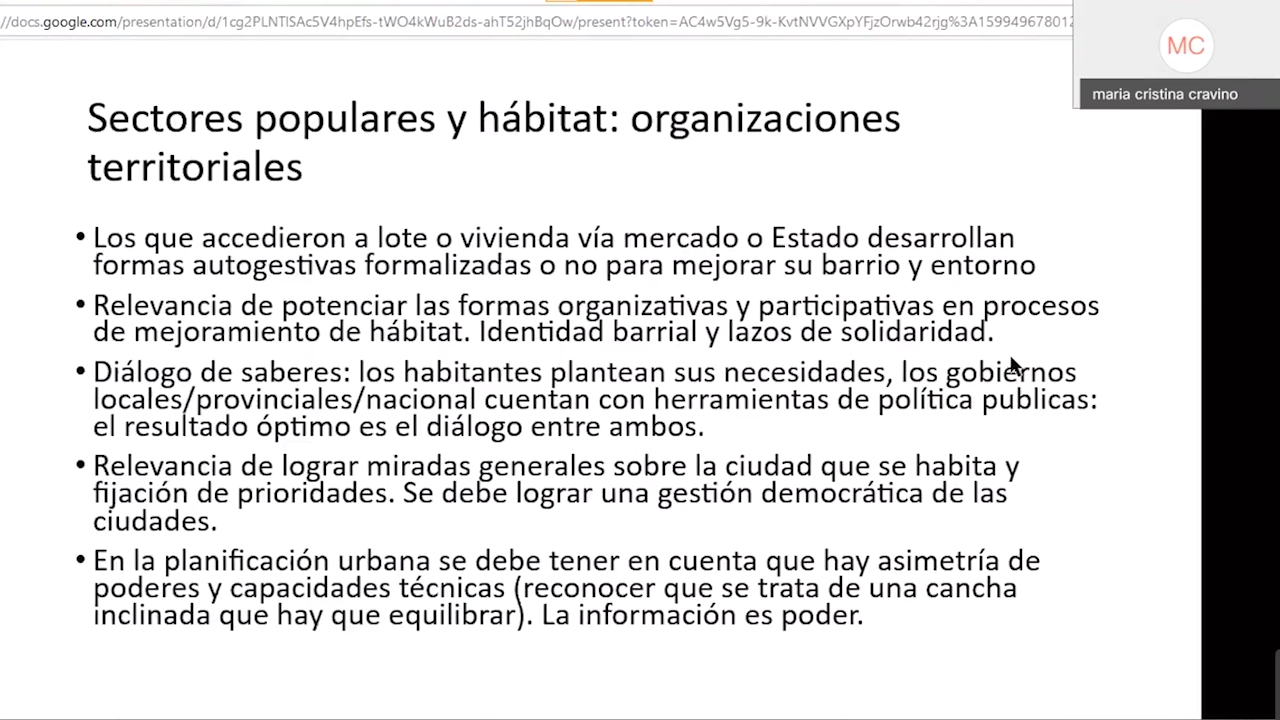 //docs.google.com/presentation/d/1cg2PLNTlSAc5V4hpEfs-tWO4kWuB2ds-ahT52jhBqOw/present?token=AC4w5Vg5-9k-KvtNVVGXpYFjzOrwb42rjg%3A159949678012
MC
maria cristina cravino
Sectores populares y hábitat: organizaciones
territoriales
• Los que accedieron a lote o vivienda vía mercado o Estado desarrollan
formas autogestivas formalizadas o no para mejorar su barrio y entorno
• Relevancia de potenciar las formas organizativas y participativas en procesos
de mejoramiento de hábitat. Identidad barrial y lazos de solidaridad.
• Diálogo de saberes: los habitantes plantean sus necesidades, los gobiernos
locales/provinciales/nacional cuentan con herramientas de política publicas:
el resultado óptimo es el diálogo entre ambos.
• Relevancia de lograr miradas generales sobre la ciudad que se habita y
fijación de prioridades. Se debe lograr una gestión democrática de las
ciudades.
• En la planificación urbana se debe tener en cuenta que hay asimetría de
poderes y capacidades técnicas (reconocer que se trata de una cancha
inclinada que hay que equilibrar). La información es poder.